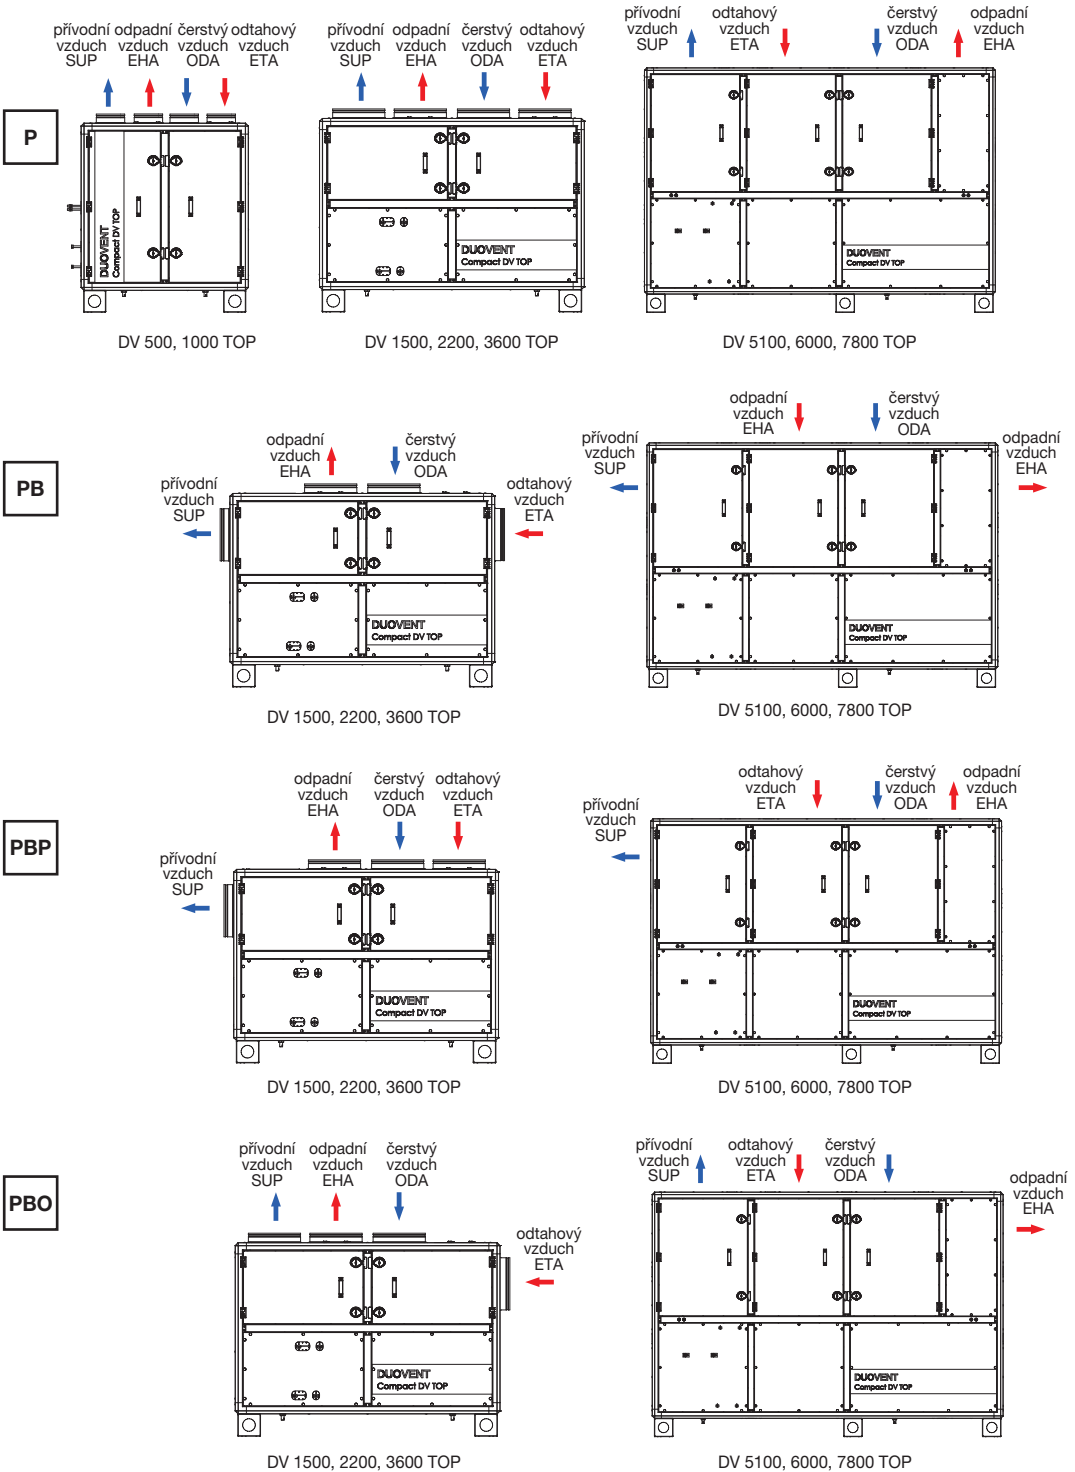 přívodní
vzduch
SUP
odpadní
vzduch
EHA
čerstvý
vzduch
ODA
odtahový
vzduch
ETA
přívodní
vzduch
SUP
odpadní
vzduch
EHA
čerstvý
vzduch
ODA
odtahový
vzduch
ETA
přívodní
vzduch
SUP
odtahový
vzduch
ETA
čerstvý
vzduch
ODA
odpadní
vzduch
EHA
P
DUOVENT
Compact DV TOP
DUOVENT
Compact DV TOP
DUOVENT
Compact DV TOP
DV 500, 1000 TOP
DV 1500, 2200, 3600 TOP
DV 5100, 6000, 7800 TOP
PB
přívodní
vzduch
SUP
odpadní
vzduch
EHA
čerstvý
vzduch
ODA
odtahový
vzduch
ETA
přívodní
vzduch
SUP
odpadní
vzduch
EHA
čerstvý
vzduch
ODA
odpadní
vzduch
EHA
DUOVENT
Compact DV TOP
DUOVENT
Compact DV TOP
DV 1500, 2200, 3600 TOP
DV 5100, 6000, 7800 TOP
PBP
přívodní
vzduch
SUP
odpadní
vzduch
EHA
čerstvý
vzduch
ODA
odtahový
vzduch
ETA
přívodní
vzduch
SUP
odtahový
vzduch
ETA
čerstvý
vzduch
ODA
odpadní
vzduch
EHA
DUOVENT
Compact DV TOP
DUOVENT
Compact DV TOP
DV 1500, 2200, 3600 TOP
DV 5100, 6000, 7800 TOP
PBO
přívodní
vzduch
SUP
odpadní
vzduch
EHA
čerstvý
vzduch
ODA
odtahový
vzduch
ETA
přívodní
vzduch
SUP
odtahový
vzduch
ETA
čerstvý
vzduch
ODA
odpadní
vzduch
EHA
DUOVENT
Compact DV TOP
DUOVENT
Compact DV TOP
DV 1500, 2200, 3600 TOP
DV 5100, 6000, 7800 TOP